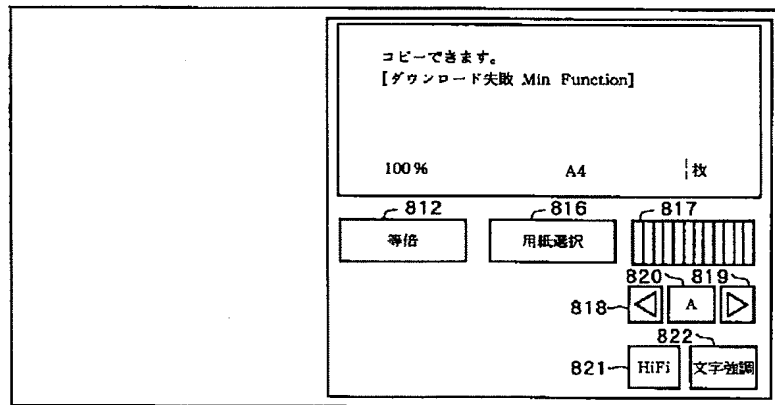 コピーできます。
【ダウンロード失敗 Min Function】
100% A4 1枚
812 816 817
等倍 用紙選択
820 819
818 A
822
821 HiFi 文字強調